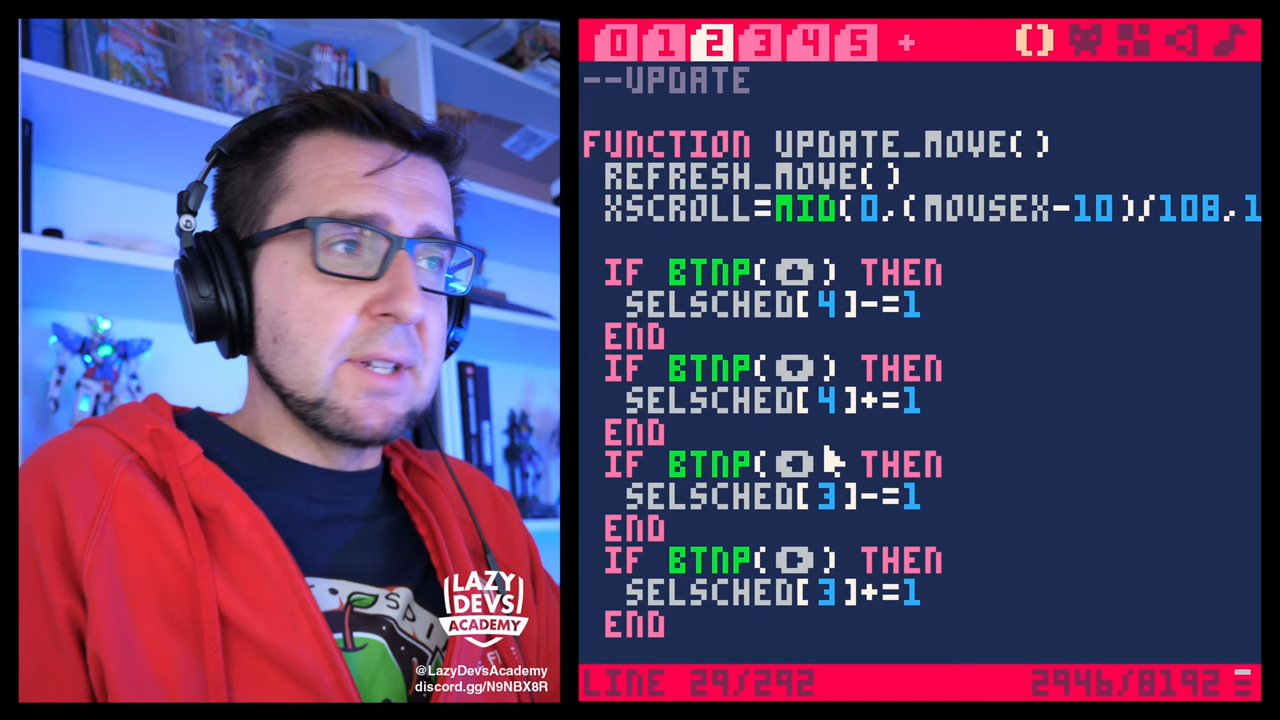 0 1 2 3 4 5 +
--UPDATE
FUNCTION UPDATE_MOVE()
REFRESH_MOVE()
XSCROLL=MID(0,(MOUSEX-10)/108,1
IF BTNP(⬆️) THEN
SELSCHED[4]-=1
END
IF BTNP(⬇️) THEN
SELSCHED[4]+=1
END
IF BTNP(⬅️) THEN
SELSCHED[3]-=1
END
IF BTNP(➡️) THEN
SELSCHED[3]+=1
END
LINE 29/292 2946/8192
LAZY
DEVS
ACADEMY
@LazyDevsAcademy
discord.gg/N9NBX8R